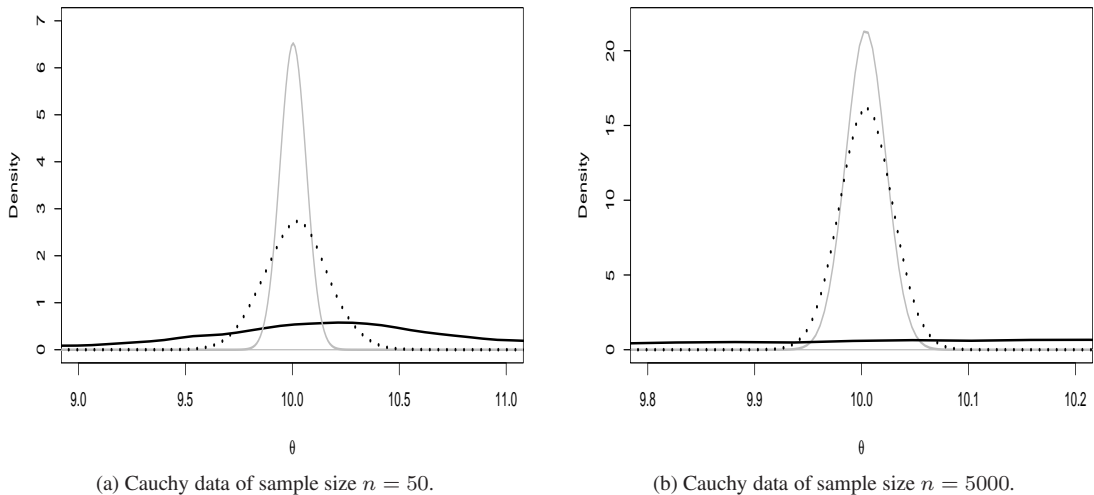 Density
7
6
5
4
3
2
1
0
9.0 9.5 10.0 10.5 11.0
θ
(a) Cauchy data of sample size n = 50.
Density
20
15
10
5
0
9.8 9.9 10.0 10.1 10.2
θ
(b) Cauchy data of sample size n = 5000.